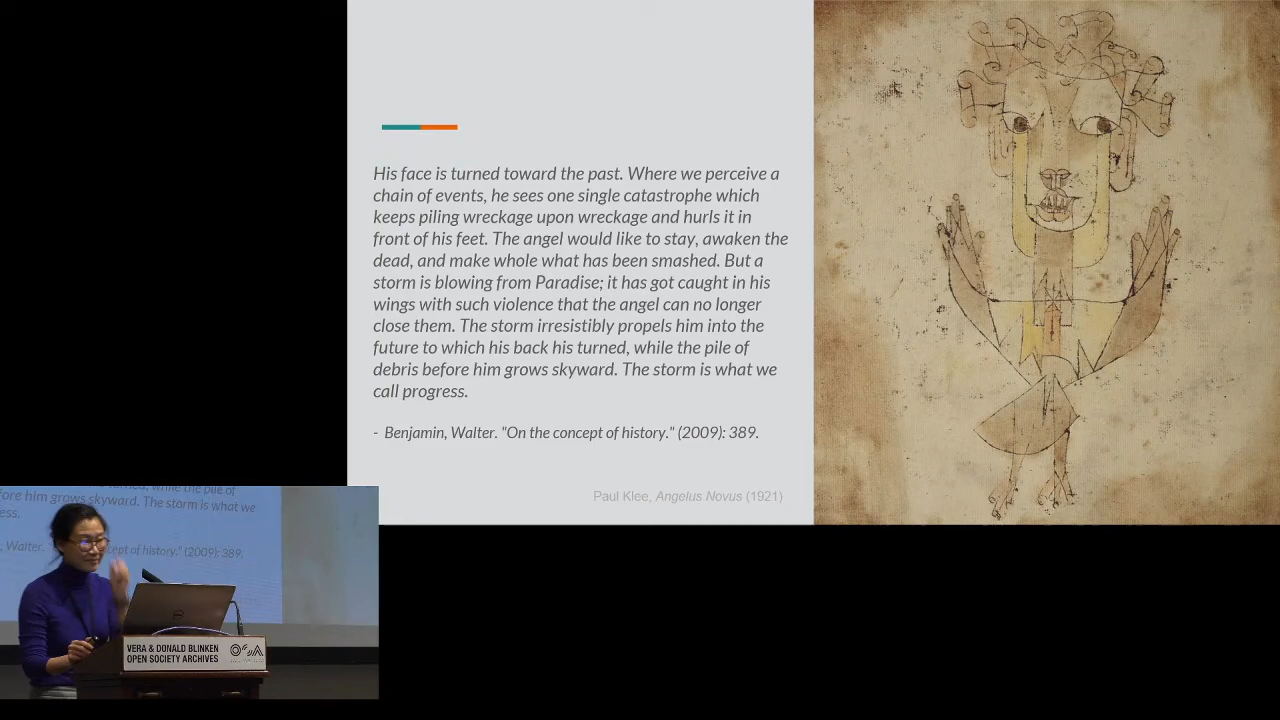 His face is turned toward the past. Where we perceive a
chain of events, he sees one single catastrophe which
keeps piling wreckage upon wreckage and hurls it in
front of his feet. The angel would like to stay, awaken the
dead, and make whole what has been smashed. But a
storm is blowing from Paradise; it has got caught in his
wings with such violence that the angel can no longer
close them. The storm irresistibly propels him into the
future to which his back his turned, while the pile of
debris before him grows skyward. The storm is what we
call progress.
- Benjamin, Walter. "On the concept of history." (2009): 389.
Paul Klee, Angelus Novus (1921)
while the pile of
fore him grows skyward. The storm is what we
ess.
, Walter. cept of history." (2009): 389.
VERA & DONALD BLINKEN
OPEN SOCIETY ARCHIVES